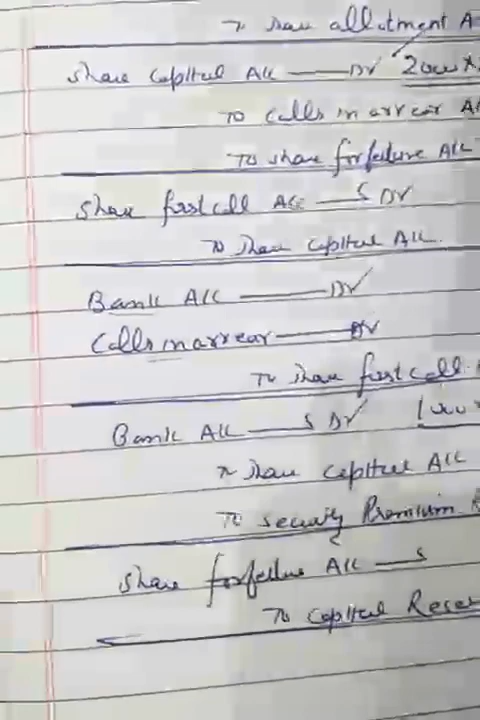 To share allotment A
Share capital A/c —— Dr 2000 x
To calls in arrear A/
To share forfeiture A/c
Share first call A/c —— Dr
To share capital A/c.
Bank A/c —— Dr
Calls in arrear —— Dr
To share first call
Bank A/c —— Dr 1000
To share capital A/c
To security Premium
Share forfeiture A/c ——
To capital Reser